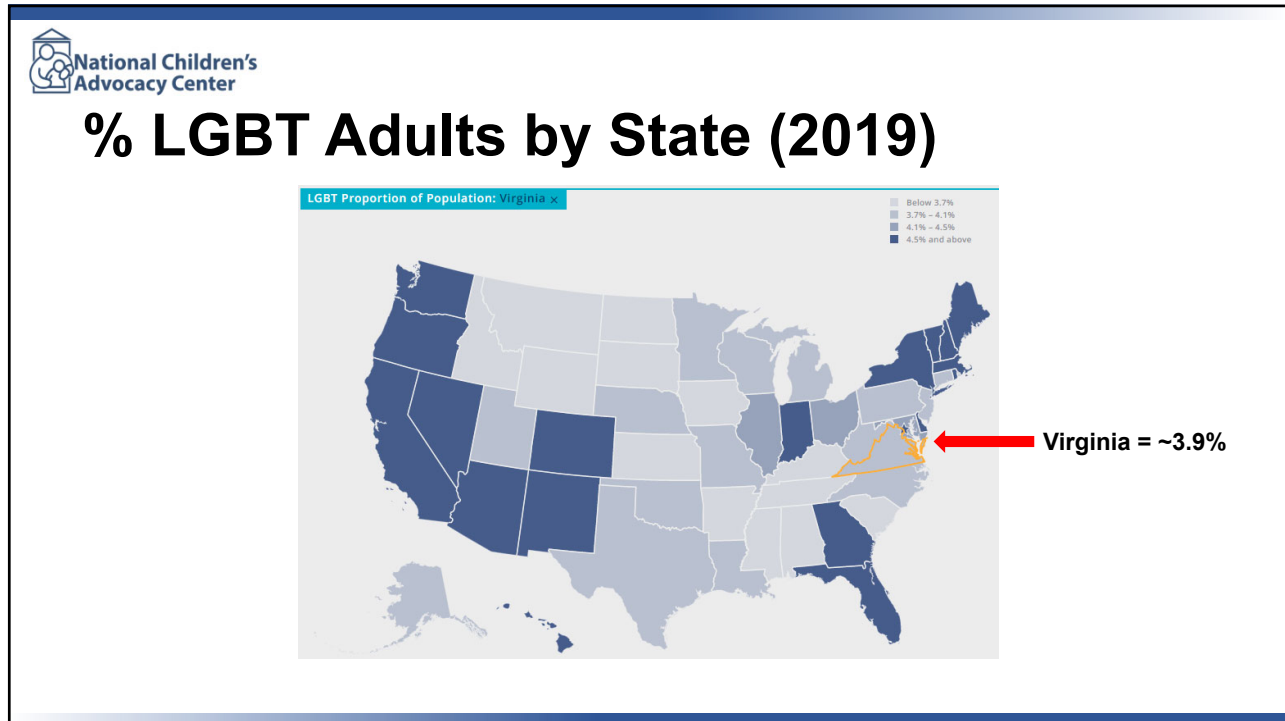 National Children's
Advocacy Center
% LGBT Adults by State (2019)
LGBT Proportion of Population: Virginia ×
Below 3.7%
3.7% – 4.1%
4.1% – 4.5%
4.5% and above
Virginia = ~3.9%